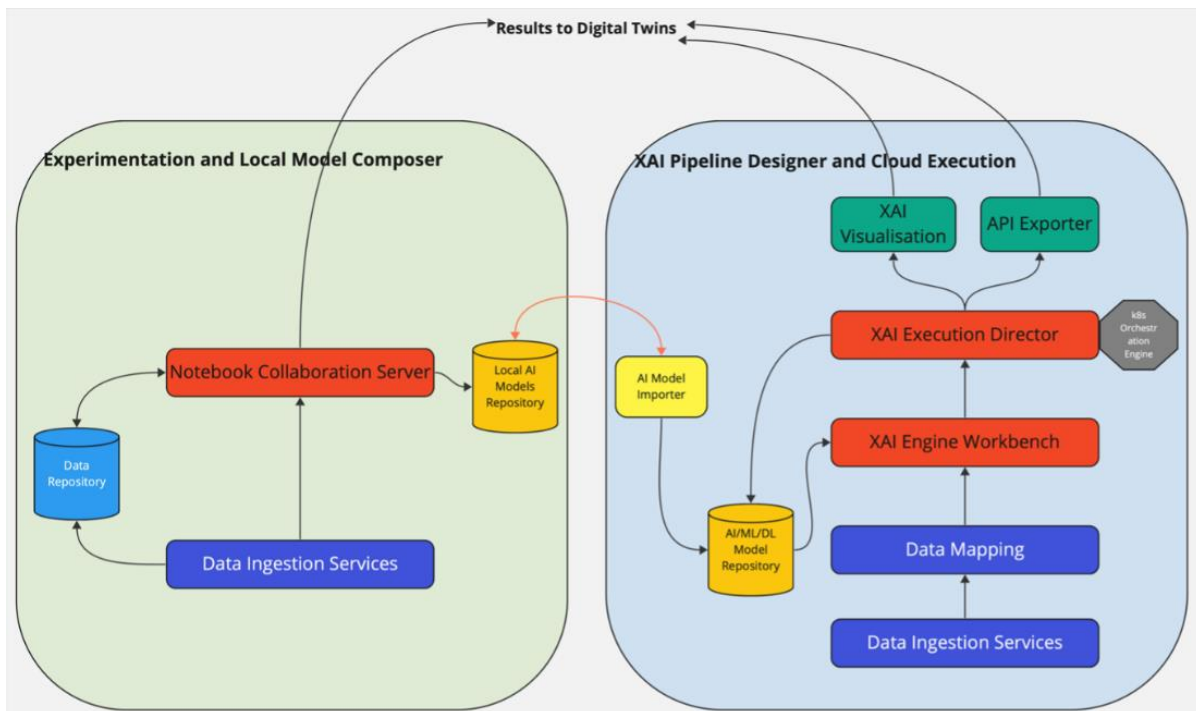 Results to Digital Twins
Experimentation and Local Model Composer
XAI Pipeline Designer and Cloud Execution
XAI
Visualisation
API Exporter
Notebook Collaboration Server
Local AI
Models
Repository
AI Model
Importer
XAI Execution Director
k8s
Orchestr
ation
Engine
Data
Repository
XAI Engine Workbench
AI/ML/DL
Model
Repository
Data Ingestion Services
Data Mapping
Data Ingestion Services